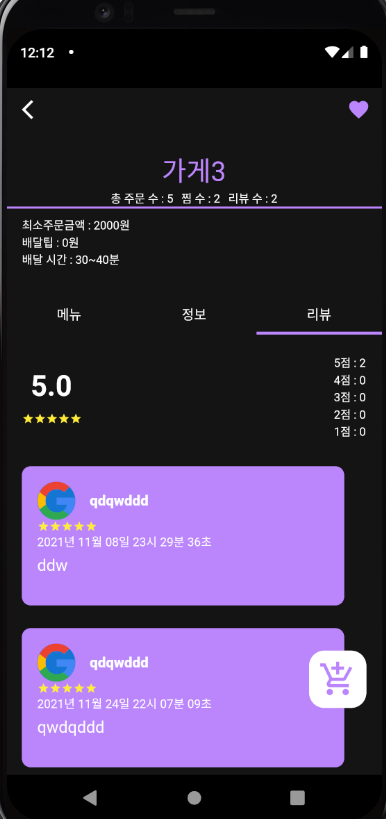 12:12
가게3
총 주문 수 : 5 찜 수 : 2 리뷰 수 : 2
최소주문금액 : 2000원
배달팁 : 0원
배달 시간 : 30~40분
메뉴 정보 리뷰
5.0
5점 : 2
4점 : 0
3점 : 0
2점 : 0
1점 : 0
qdqwddd
2021년 11월 08일 23시 29분 36초
ddw
qdqwddd
2021년 11월 24일 22시 07분 09초
qwdqddd